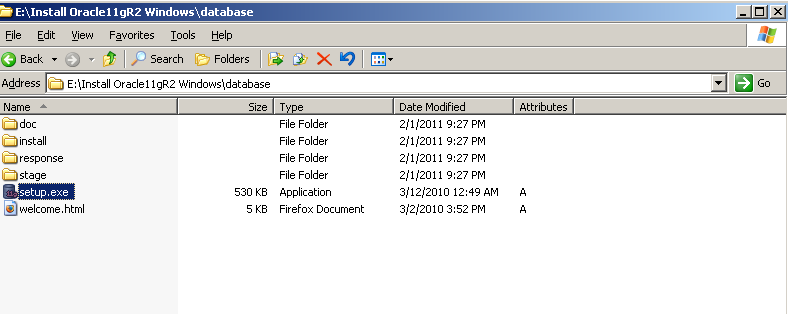 E:\Install Oracle11gR2 Windows\database
File Edit View Favorites Tools Help
Back Search Folders
Address E:\Install Oracle11gR2 Windows\database Go
Name Size Type Date Modified Attributes
doc File Folder 2/1/2011 9:27 PM
install File Folder 2/1/2011 9:27 PM
response File Folder 2/1/2011 9:27 PM
stage File Folder 2/1/2011 9:27 PM
setup.exe 530 KB Application 3/12/2010 12:49 AM A
welcome.html 5 KB Firefox Document 3/2/2010 3:52 PM A